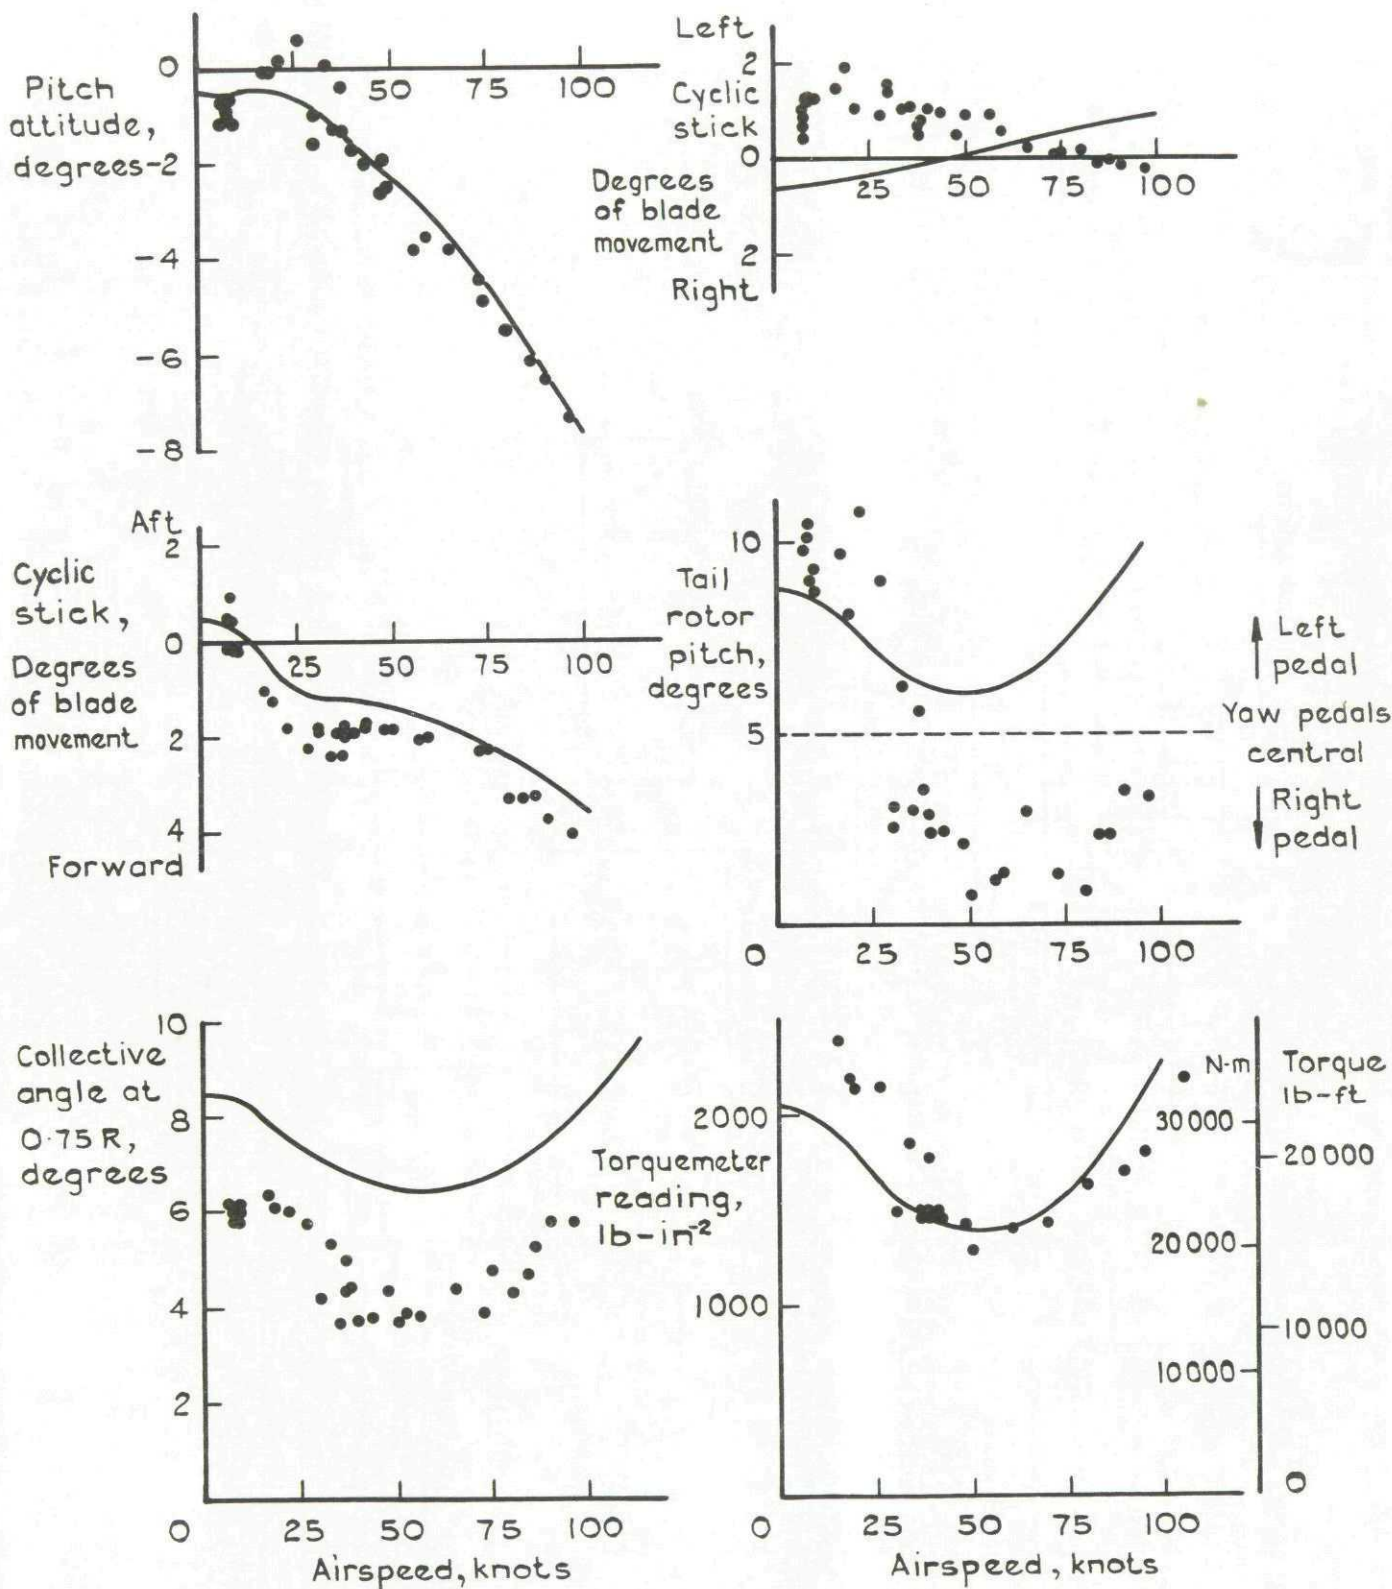 0
25
50
75
100
Pitch
attitude,
degrees-2
-4
-6
-8
Left
2
Cyclic
stick
0
25
50
75
100
Degrees
of blade
movement
2
Right
Aft
2
Cyclic
stick,
0
25
50
75
100
Degrees
of blade
movement
2
4
Forward
10
Tail
rotor
pitch,
degrees
5
0
25
50
75
100
Left
pedal
Yaw pedals
central
Right
pedal
10
Collective
angle at
8
0·75R,
degrees
6
4
2
0
25
50
75
100
Airspeed, knots
2000
Torquemeter
reading,
lb-in⁻²
1000
0
25
50
75
100
Airspeed, knots
N-m
30000
20000
10000
Torque
lb-ft
20000
10000
0